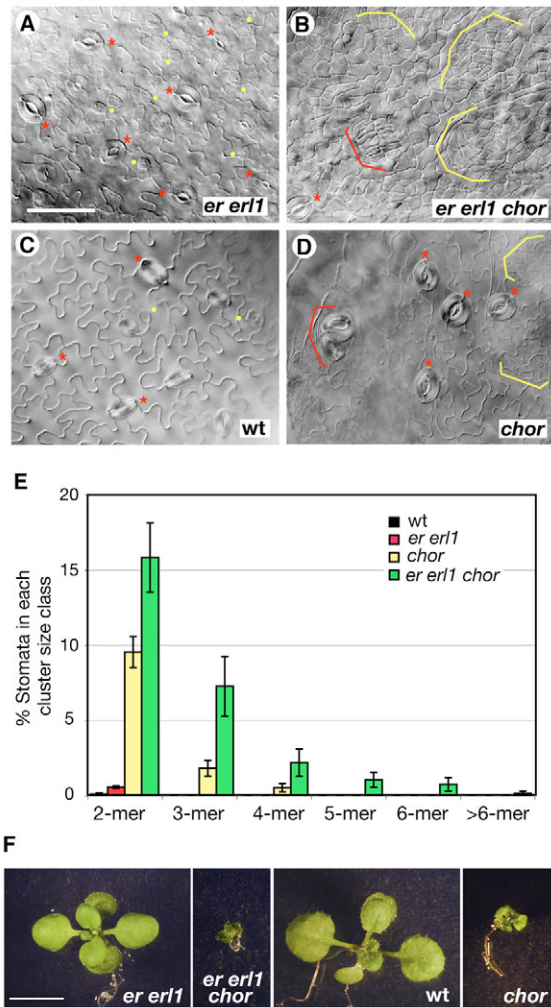 A
er erl1
B
er erl1 chor
C
wt
D
chor
E
% Stomata in each
cluster size class
20
15
10
5
0
wt
er erl1
chor
er erl1 chor
2-mer 3-mer 4-mer 5-mer 6-mer >6-mer
F
er erl1
er erl1
chor
wt
chor